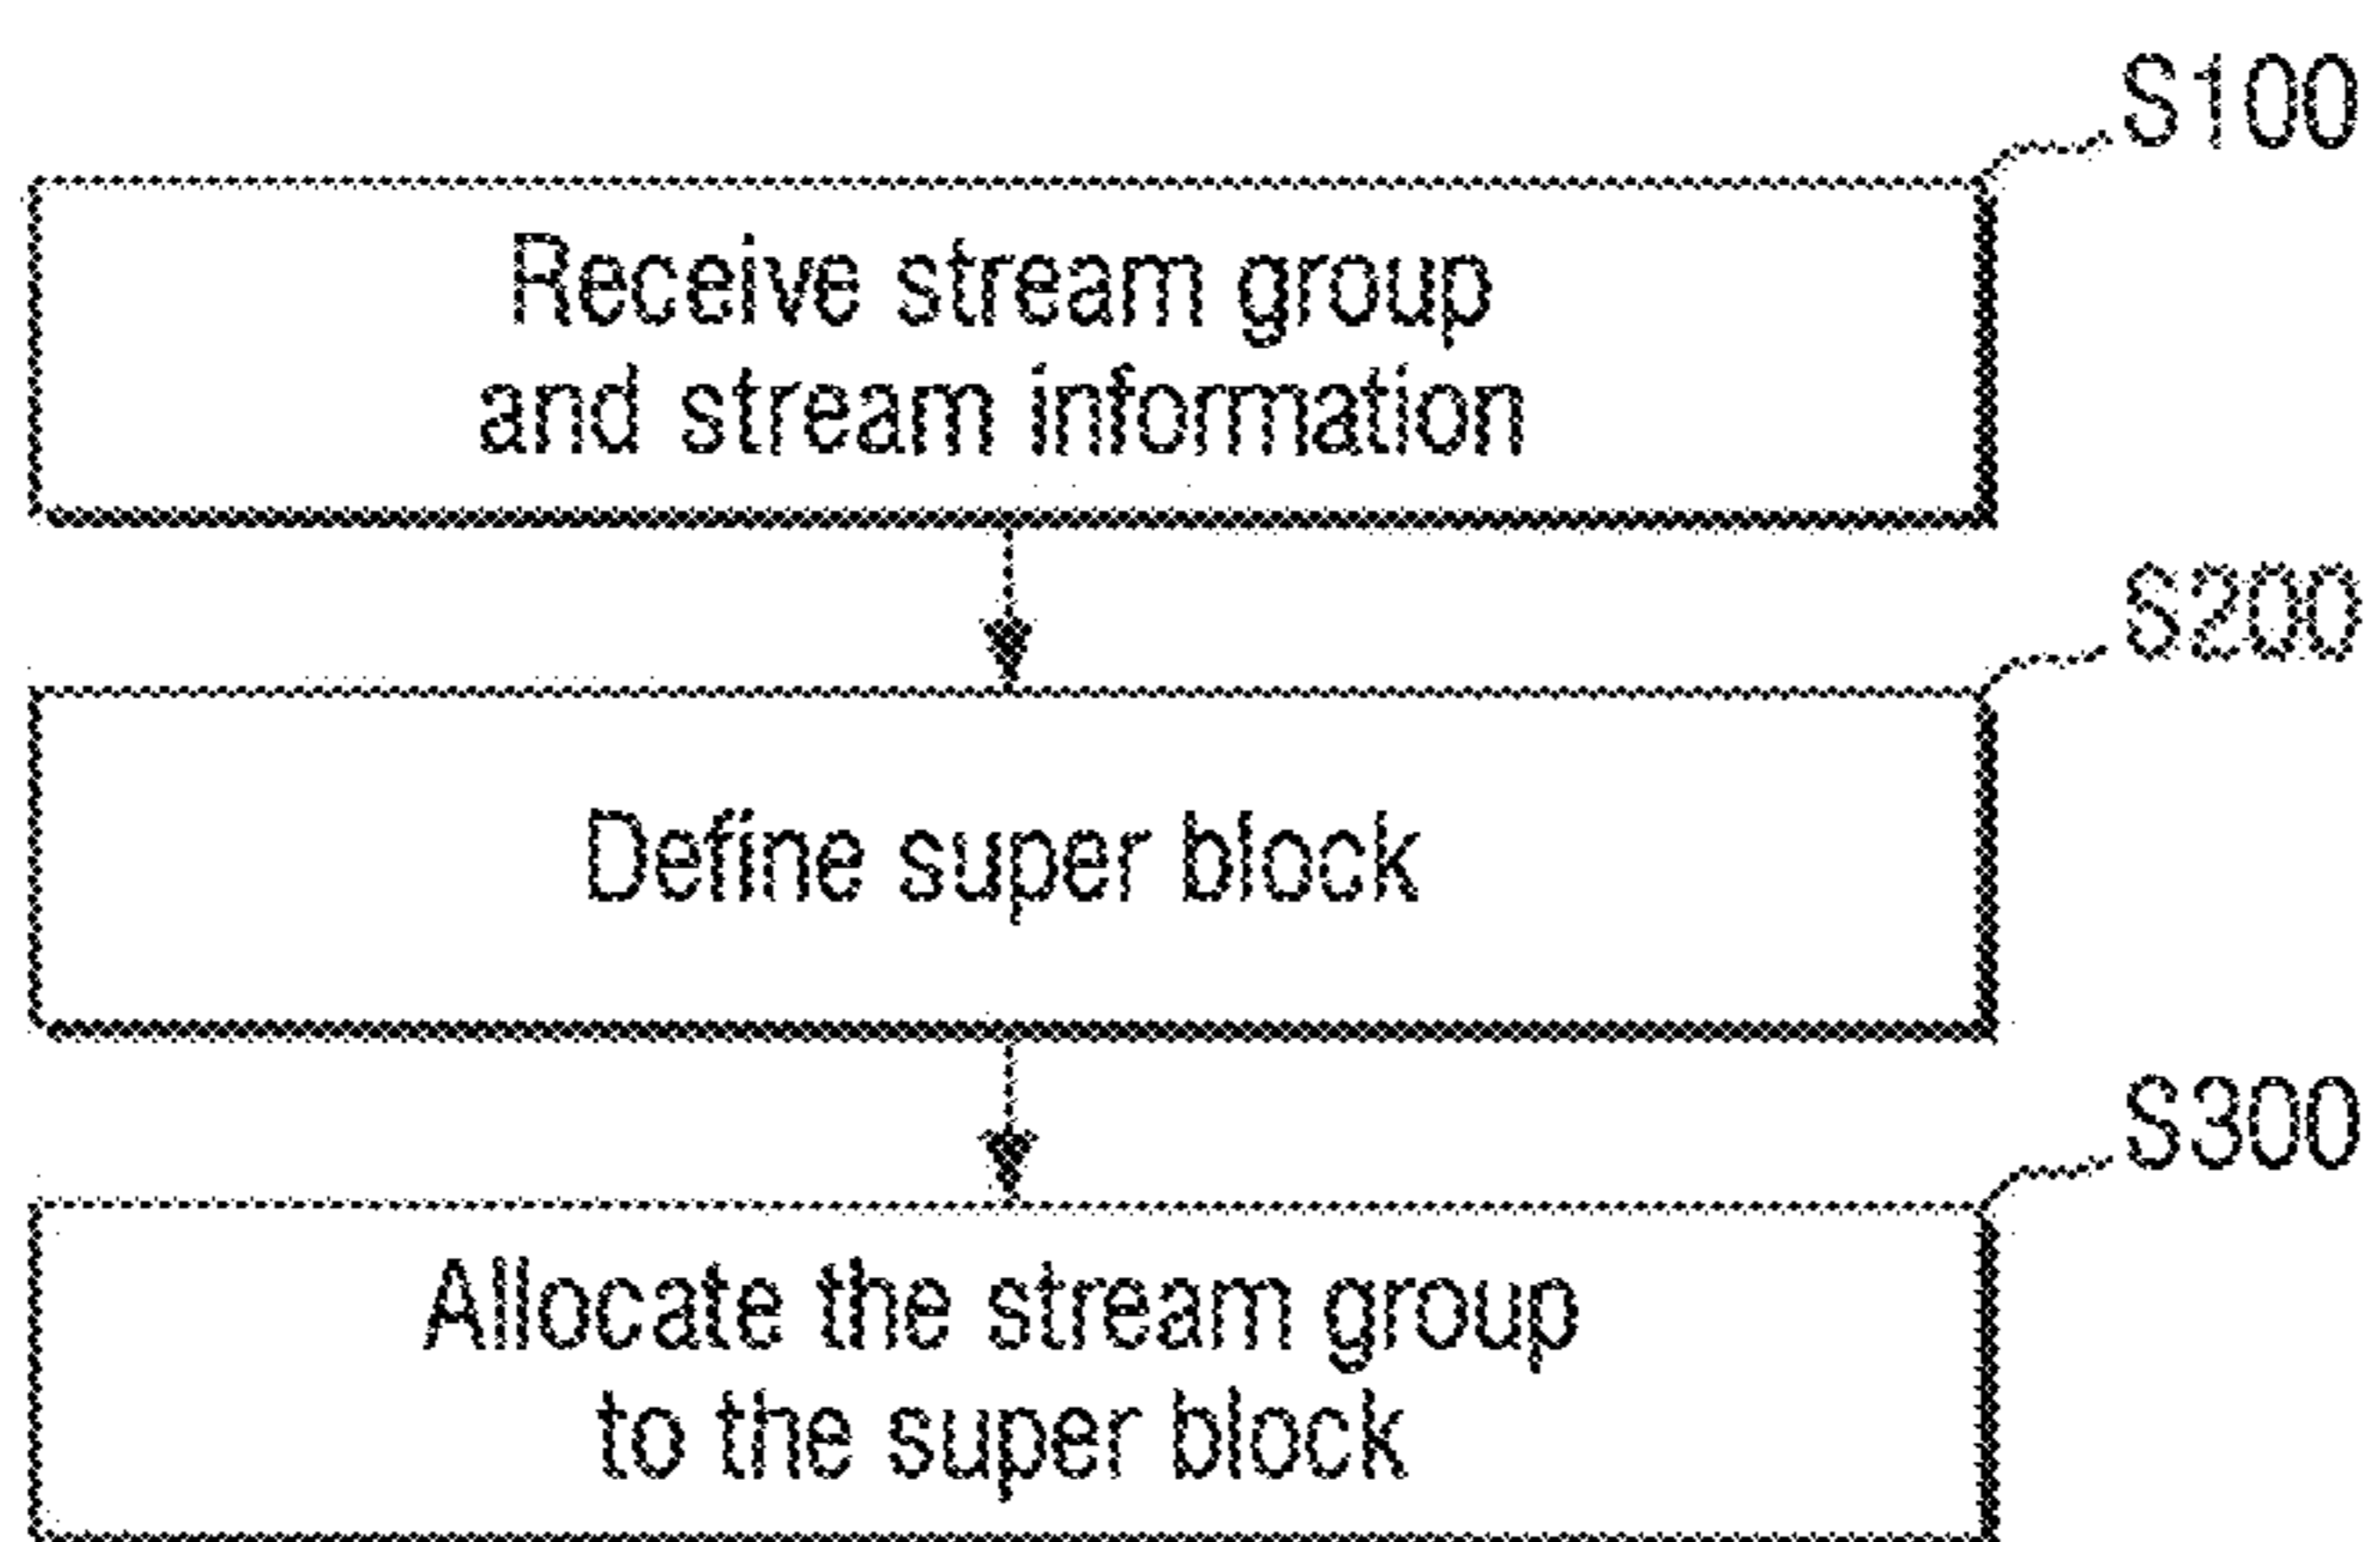 S100
Receive stream group
and stream information
S200
Define super block
S300
Allocate the stream group
to the super block